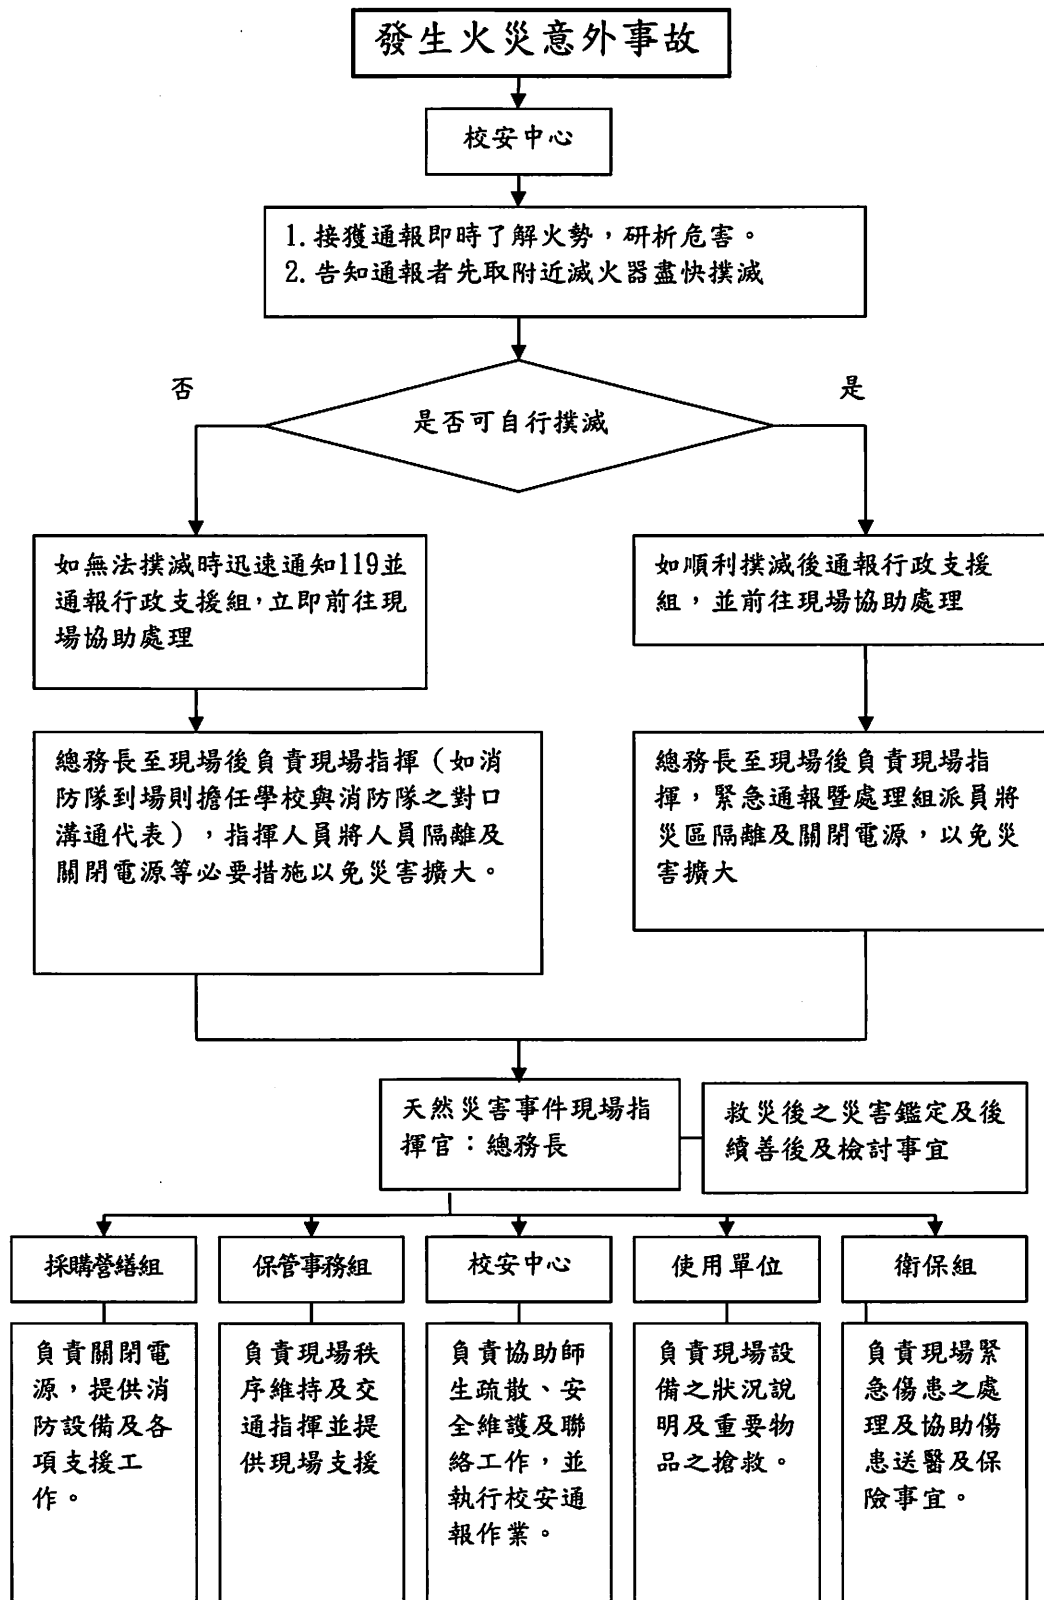 發生火災意外事故
校安中心
1.接獲通報即時了解火勢，研析危害。
2.告知通報者先取附近滅火器盡快撲滅
否
是
是否可自行撲滅
如無法撲滅時迅速通知119並
通報行政支援組，立即前往現
場協助處理
如順利撲滅後通報行政支援
組，並前往現場協助處理
總務長至現場後負責現場指揮（如消
防隊到場則擔任學校與消防隊之對口
溝通代表），指揮人員將人員隔離及
關閉電源等必要措施以免災害擴大。
總務長至現場後負責現場指
揮，緊急通報暨處理組派員將
災區隔離及關閉電源，以免災
害擴大
天然災害事件現場指
揮官：總務長
救災後之災害鑑定及後
續善後及檢討事宜
採購營繕組
保管事務組
校安中心
使用單位
衛保組
負責關閉電
源，提供消
防設備及各
項支援工
作。
負責現場秩
序維持及交
通指揮並提
供現場支援
負責協助師
生疏散、安
全維護及聯
絡工作，並
執行校安通
報作業。
負責現場設
備之狀況說
明及重要物
品之搶救。
負責現場緊
急傷患之處
理及協助傷
患送醫及保
險事宜。